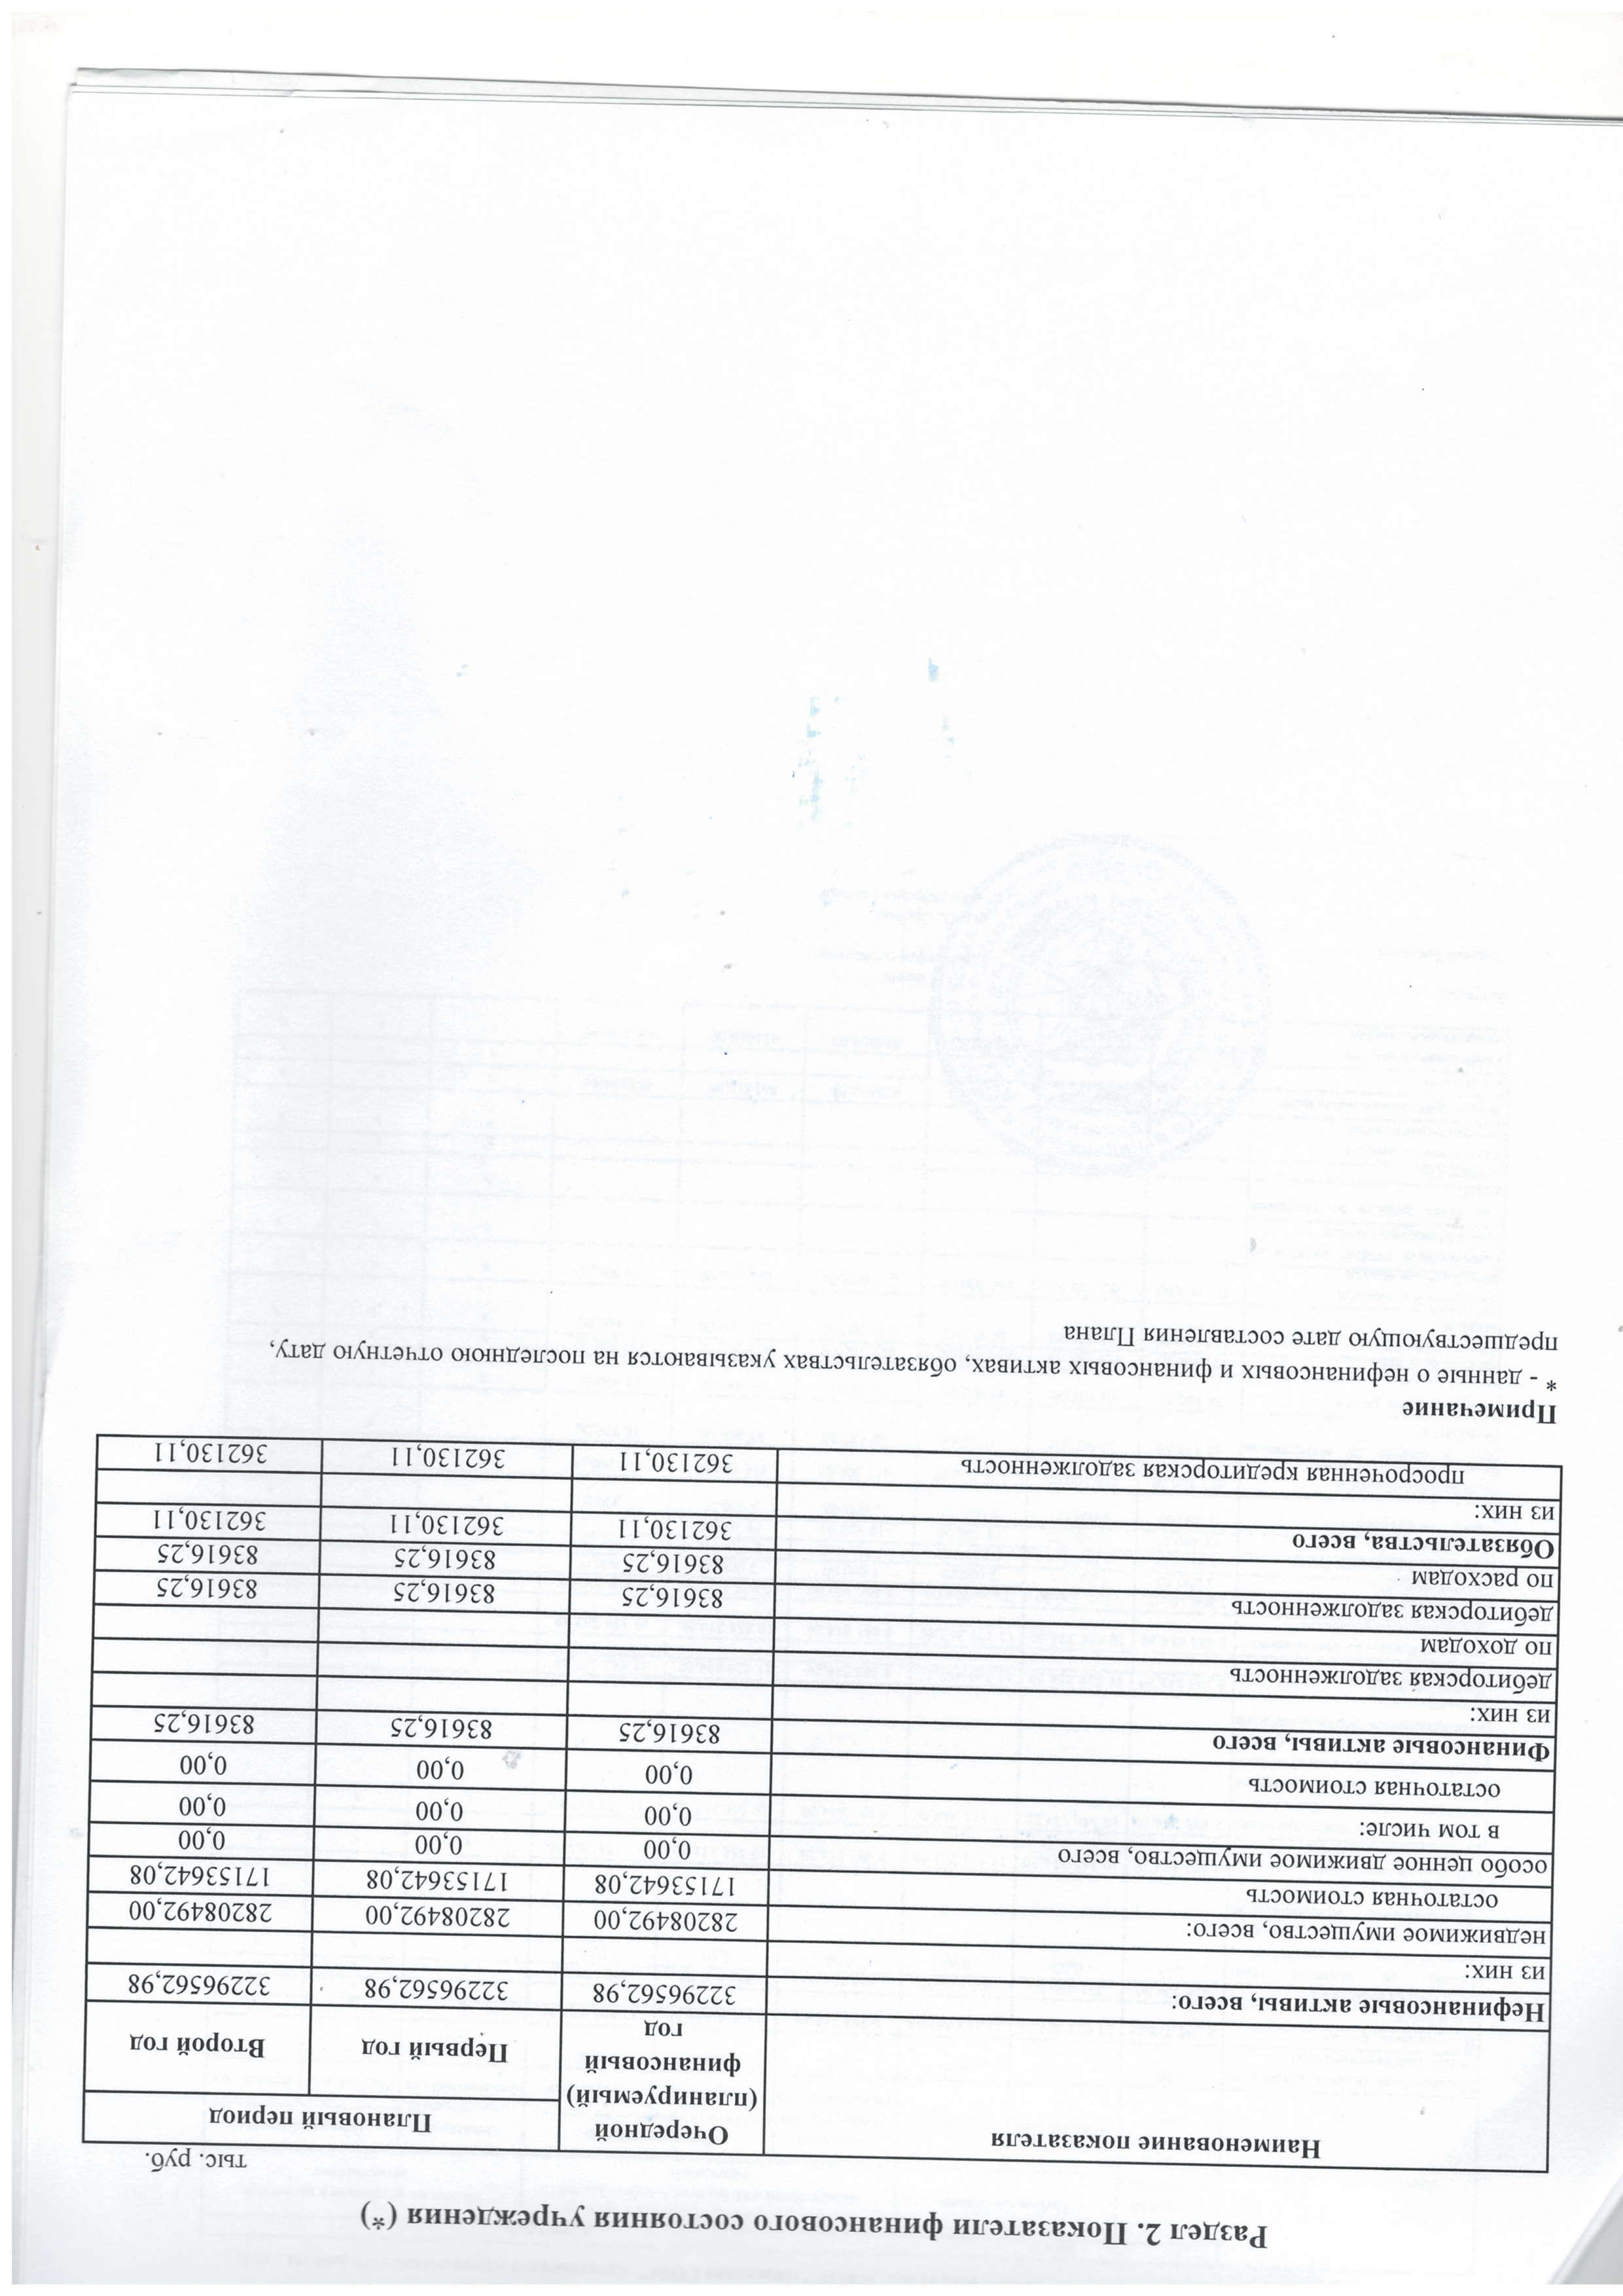 Раздел 2. Показатели финансового состояния учреждения (*)
тыс. руб.
Наименование показателя Очередной (планируемый) финансовый год Плановый период
Первый год Второй год
Нефинансовые активы, всего: 32296562,98 32296562,98 32296562,98
из них:
недвижимое имущество, всего: 28208492,00 28208492,00 28208492,00
остаточная стоимость 17153642,08 17153642,08 17153642,08
особо ценное движимое имущество, всего 0,00 0,00 0,00
в том числе: 0,00 0,00 0,00
остаточная стоимость 0,00 0,00 0,00
Финансовые активы, всего 83616,25 83616,25 83616,25
из них:
дебиторская задолженность
по доходам
дебиторская задолженность 83616,25 83616,25 83616,25
по расходам 83616,25 83616,25 83616,25
Обязательства, всего 362130,11 362130,11 362130,11
из них:
просроченная кредиторская задолженность 362130,11 362130,11 362130,11
Примечание
* - данные о нефинансовых и финансовых активах, обязательствах указываются на последнюю отчетную дату,
предшествующую дате составления Плана